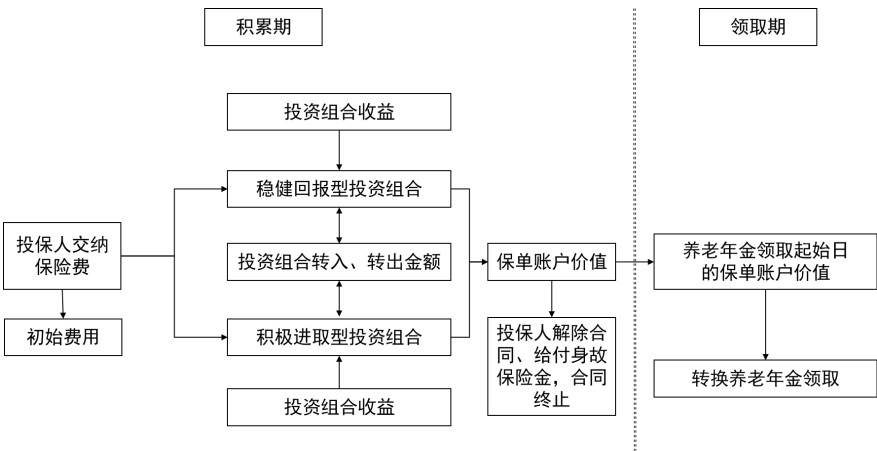 积累期
领取期
投资组合收益
稳健回报型投资组合
投保人交纳
保险费
投资组合转入、转出金额
保单账户价值
养老年金领取起始日
的保单账户价值
初始费用
积极进取型投资组合
投保人解除合
同、给付身故
保险金，合同
终止
转换养老年金领取
投资组合收益